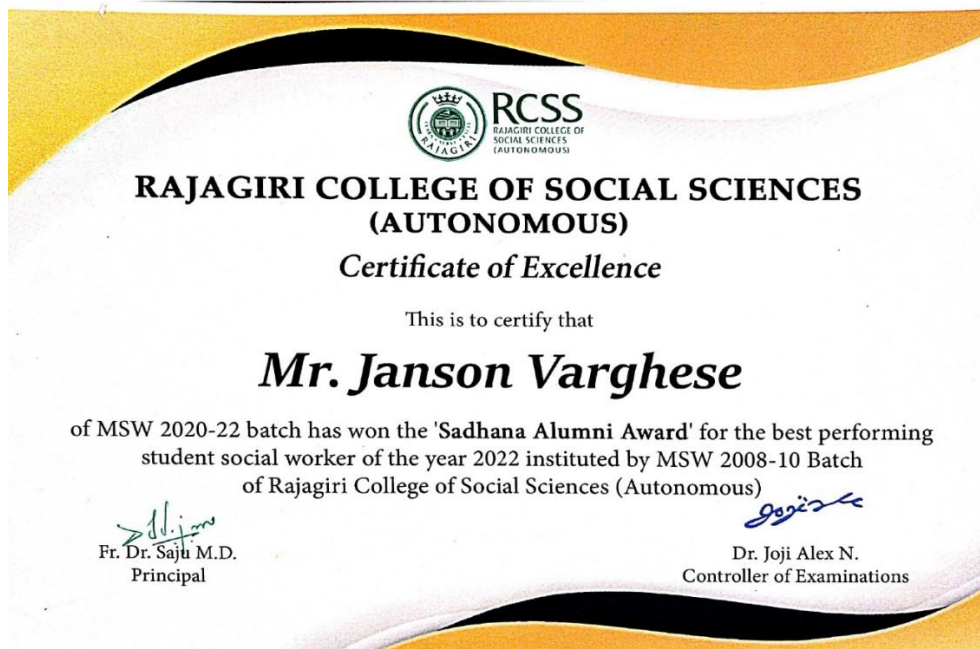 RAJAGIRI
RCSS
RAJAGIRI COLLEGE OF
SOCIAL SCIENCES
(AUTONOMOUS)
RAJAGIRI COLLEGE OF SOCIAL SCIENCES
(AUTONOMOUS)
Certificate of Excellence
This is to certify that
Mr. Janson Varghese
of MSW 2020-22 batch has won the 'Sadhana Alumni Award' for the best performing
student social worker of the year 2022 instituted by MSW 2008-10 Batch
of Rajagiri College of Social Sciences (Autonomous)
Fr. Dr. Saju M.D.
Principal
Dr. Joji Alex N.
Controller of Examinations